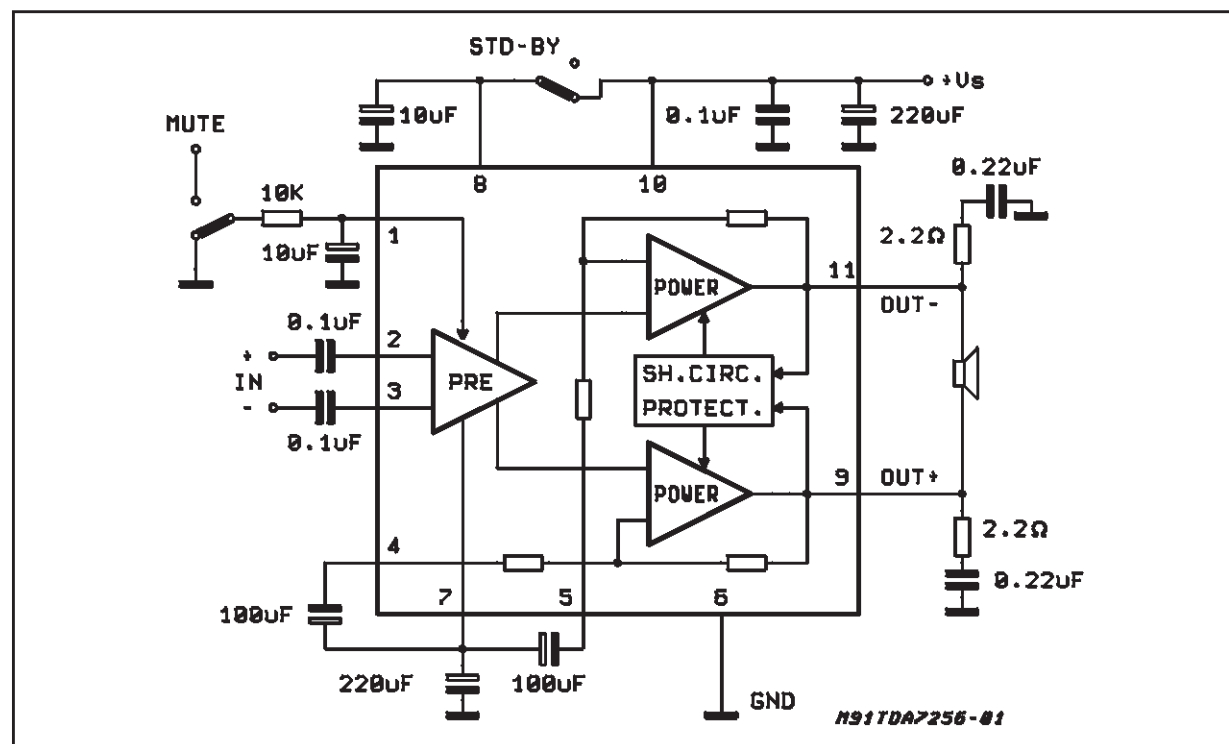 STD-BY
+Vs
10uF
0.1uF
220uF
MUTE
0.22uF
8
10
10K
1
2.2Ω
10uF
POWER
11
OUT-
0.1uF
2
+
IN
PRE
SH.CIRC.
3
PROTECT.
-
0.1uF
POWER
9
OUT+
2.2Ω
4
0.22uF
7
5
6
100uF
220uF
100uF
GND
M91TDA7256-01